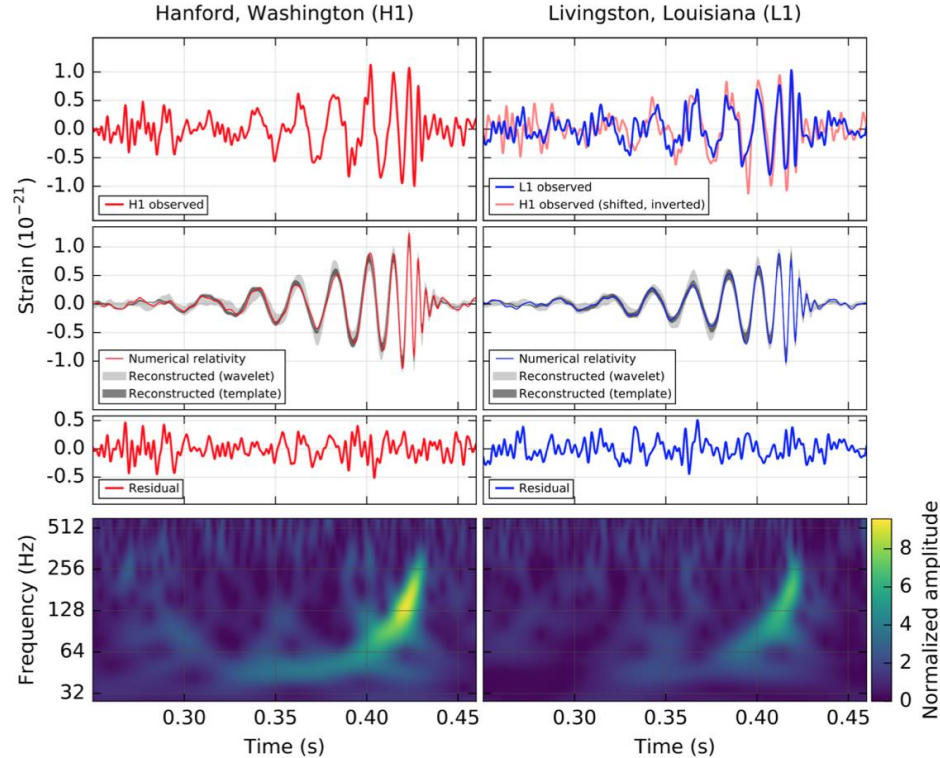 Hanford, Washington (H1)
Livingston, Louisiana (L1)
Strain (10⁻²¹)
1.0
0.5
0.0
-0.5
-1.0
H1 observed
L1 observed
H1 observed (shifted, inverted)
1.0
0.5
0.0
-0.5
-1.0
Numerical relativity
Reconstructed (wavelet)
Reconstructed (template)
Numerical relativity
Reconstructed (wavelet)
Reconstructed (template)
0.5
0.0
-0.5
Residual
Residual
Frequency (Hz)
512
256
128
64
32
Normalized amplitude
8
6
4
2
0
0.30 0.35 0.40 0.45
0.30 0.35 0.40 0.45
Time (s)
Time (s)